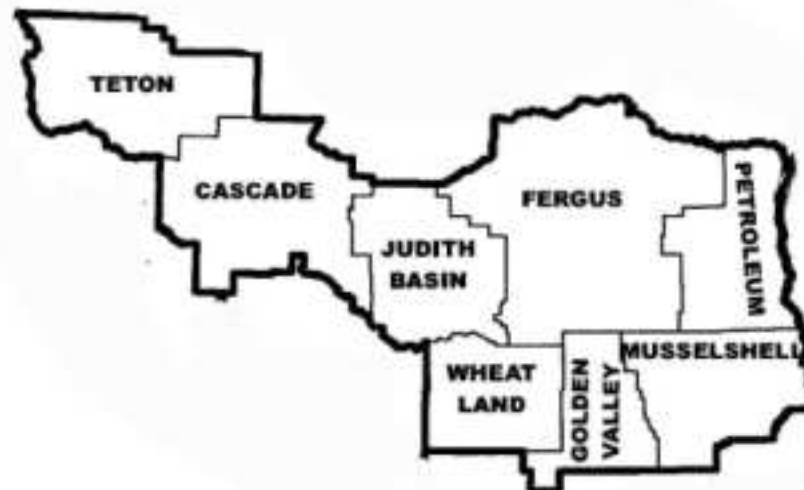 TETON
CASCADE
FERGUS
PETROLEUM
JUDITH
BASIN
MUSSELSHELL
WHEAT
LAND
GOLDEN
VALLEY